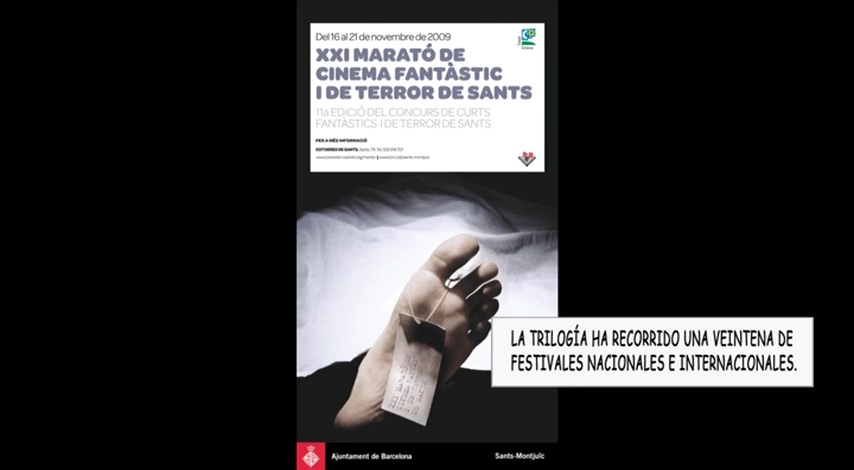 Del 16 al 21 de novembre de 2009
XXI MARATÓ DE
CINEMA FANTÀSTIC
I DE TERROR DE SANTS
11a EDICIÓ DEL CONCURS DE CURTS
FANTÀSTICS I DE TERROR DE SANTS
PER A MÉS INFORMACIÓ
COTXERES DE SANTS,
LA TRILOGÍA HA RECORRIDO UNA VEINTENA DE
FESTIVALES NACIONALES E INTERNACIONALES.
Ajuntament de Barcelona
Sants-Montjuïc